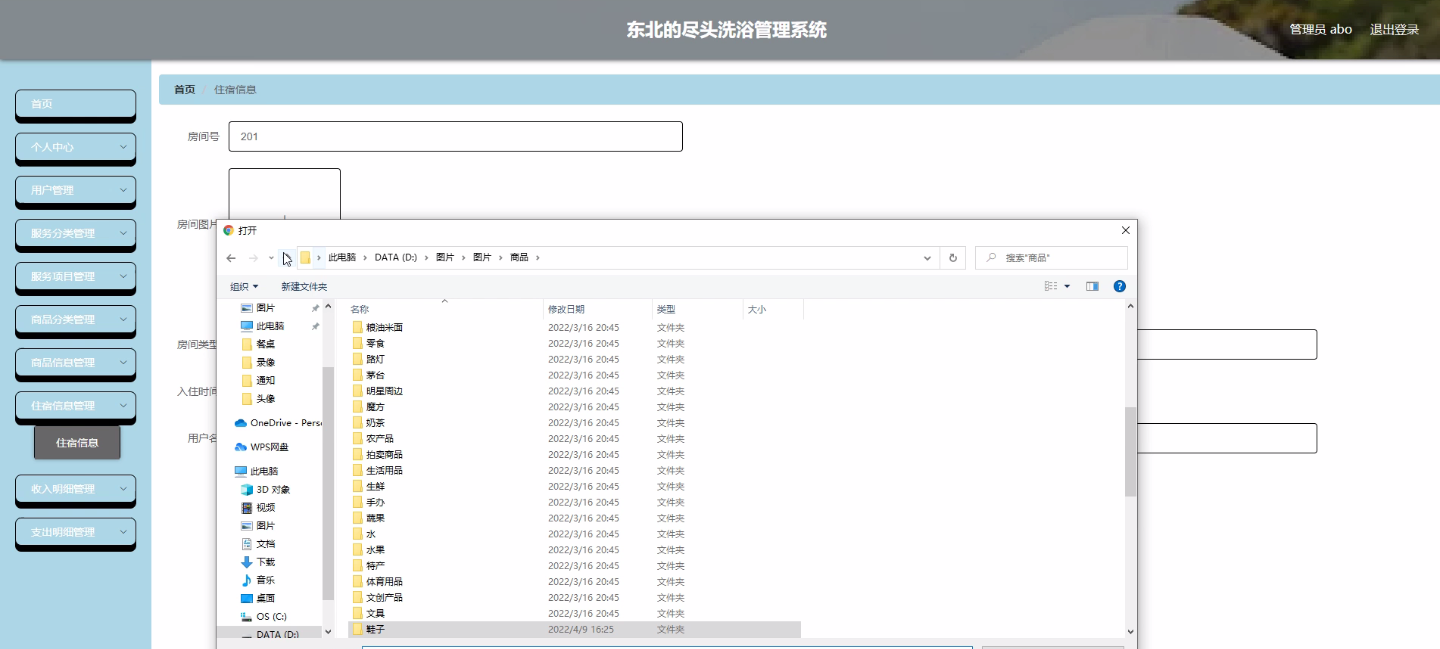 东北的尽头洗浴管理系统
管理员 abo 退出登录
首页 / 住宿信息
首页
个人中心
用户管理
服务分类管理
服务项目管理
商品分类管理
商品信息管理
住宿信息管理
住宿信息
收入明细管理
支出明细管理
房间号 201
房间图片
房间类型
入住时间
用户名
打开
此电脑 › DATA (D:) › 图片 › 图片 › 商品 ›
搜索"商品"
组织 新建文件夹
图片
此电脑
餐桌
录像
通知
头像
OneDrive - Pers
WPS网盘
此电脑
3D 对象
视频
图片
文档
下载
音乐
桌面
OS (C:)
DATA (D:)
名称 修改日期 类型 大小
粮油米面 2022/3/16 20:45 文件夹
零食 2022/3/16 20:45 文件夹
路灯 2022/3/16 20:45 文件夹
茅台 2022/3/16 20:45 文件夹
明星周边 2022/3/16 20:45 文件夹
魔方 2022/3/16 20:45 文件夹
奶茶 2022/3/16 20:45 文件夹
农产品 2022/3/16 20:45 文件夹
拍卖商品 2022/3/16 20:45 文件夹
生活用品 2022/3/16 20:45 文件夹
生鲜 2022/3/16 20:45 文件夹
手办 2022/3/16 20:45 文件夹
蔬果 2022/3/16 20:45 文件夹
水 2022/3/16 20:45 文件夹
水果 2022/3/16 20:45 文件夹
特产 2022/3/16 20:45 文件夹
体育用品 2022/3/16 20:45 文件夹
文创产品 2022/3/16 20:45 文件夹
文具 2022/3/16 20:45 文件夹
鞋子 2022/4/9 16:25 文件夹